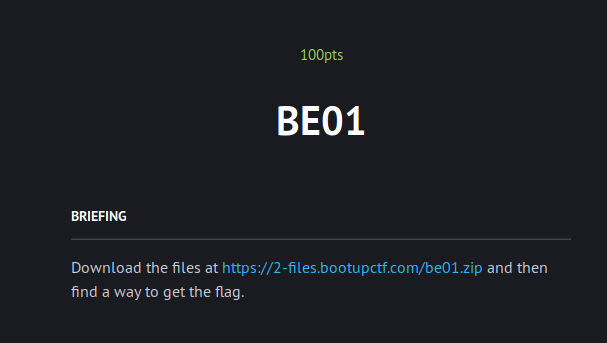 100pts
BE01
BRIEFING
Download the files at https://2-files.bootupctf.com/be01.zip and then
find a way to get the flag.